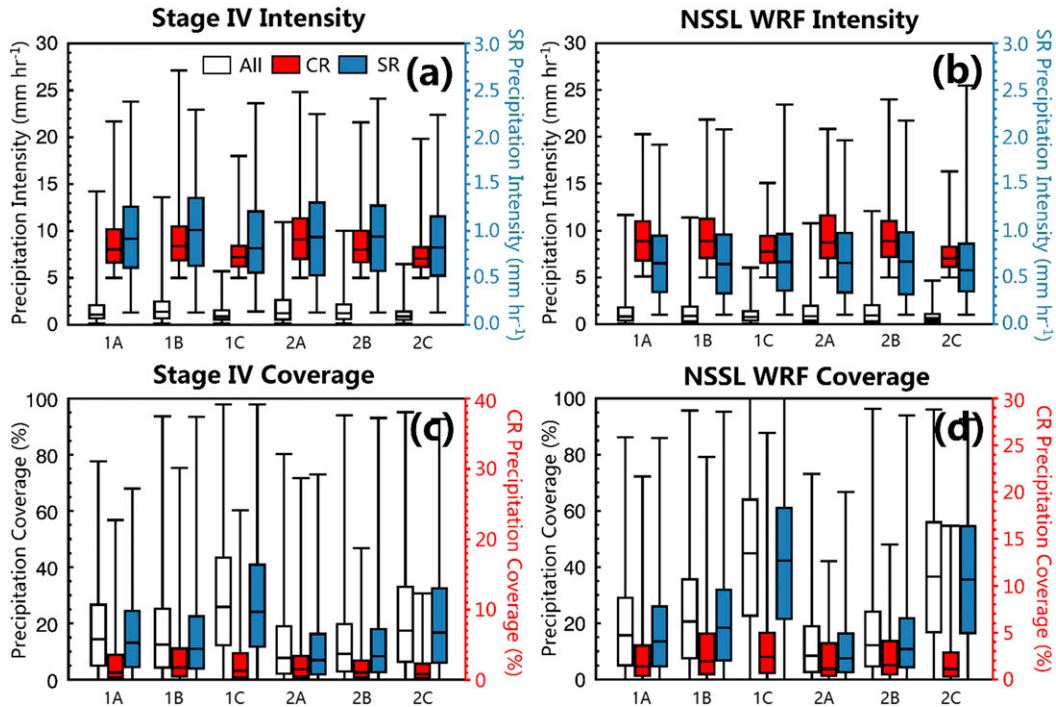 Stage IV Intensity
Precipitation Intensity (mm hr⁻¹)
30
25
20
15
10
5
0
All CR SR
(a)
3.0
2.5
2.0
1.5
1.0
0.5
0.0
SR Precipitation Intensity (mm hr⁻¹)
1A 1B 1C 2A 2B 2C
NSSL WRF Intensity
Precipitation Intensity (mm hr⁻¹)
30
25
20
15
10
5
0
(b)
3.0
2.5
2.0
1.5
1.0
0.5
0.0
SR Precipitation Intensity (mm hr⁻¹)
1A 1B 1C 2A 2B 2C
Stage IV Coverage
Precipitation Coverage (%)
100
80
60
40
20
0
(c)
40
30
20
10
0
CR Precipitation Coverage (%)
1A 1B 1C 2A 2B 2C
NSSL WRF Coverage
Precipitation Coverage (%)
100
80
60
40
20
0
(d)
30
25
20
15
10
5
0
CR Precipitation Coverage (%)
1A 1B 1C 2A 2B 2C